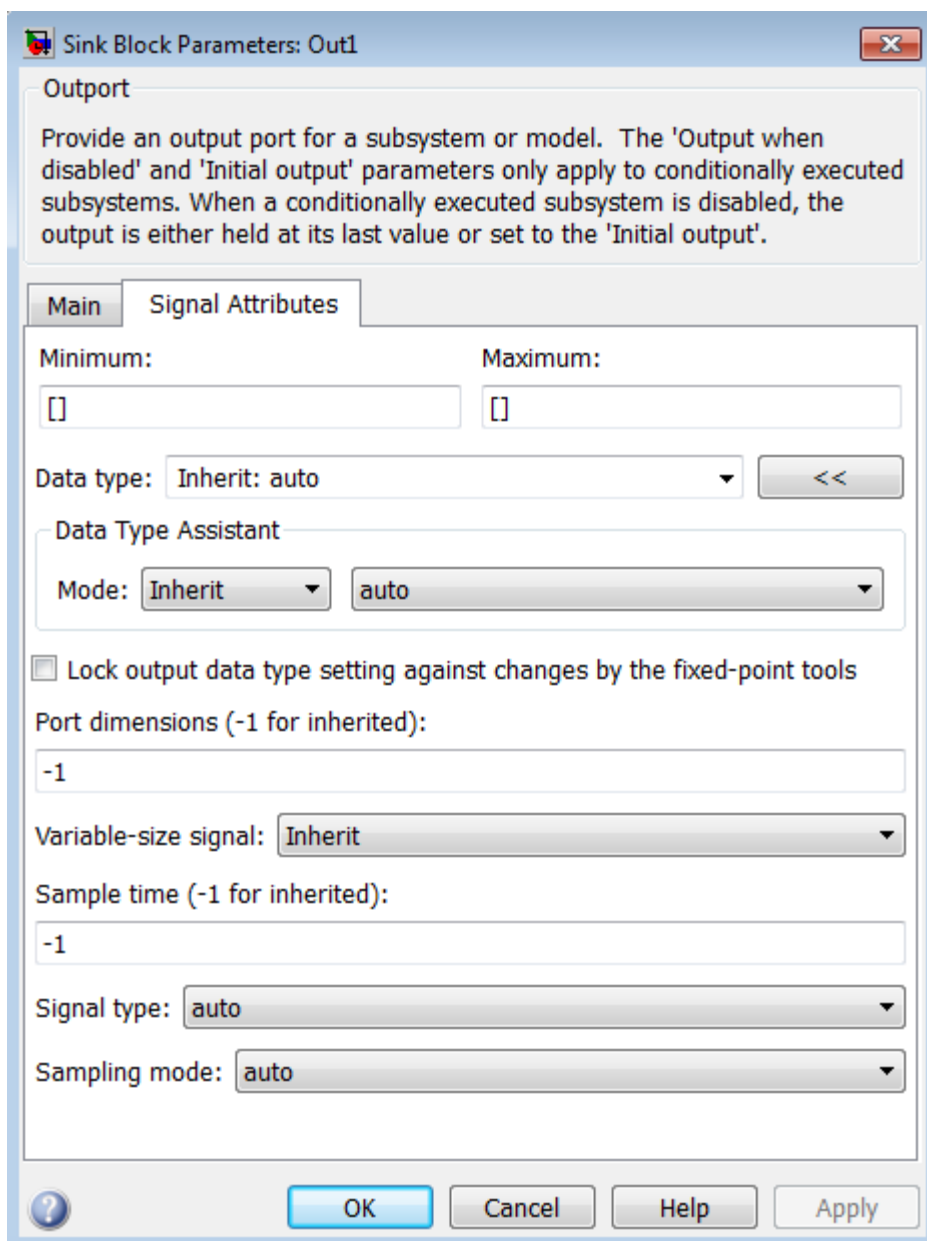 Sink Block Parameters: Out1
Outport
Provide an output port for a subsystem or model.  The 'Output when
disabled' and 'Initial output' parameters only apply to conditionally executed
subsystems. When a conditionally executed subsystem is disabled, the
output is either held at its last value or set to the 'Initial output'.
Main Signal Attributes
Minimum: Maximum:
[] []
Data type: Inherit: auto <<
Data Type Assistant
Mode: Inherit auto
Lock output data type setting against changes by the fixed-point tools
Port dimensions (-1 for inherited):
-1
Variable-size signal: Inherit
Sample time (-1 for inherited):
-1
Signal type: auto
Sampling mode: auto
? OK Cancel Help Apply